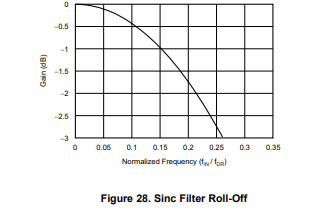 0
–0.5
–1
–1.5
–2
–2.5
–3
Gain (dB)
0 0.05 0.1 0.15 0.2 0.25 0.3 0.35
Normalized Frequency (fIN / fDR)
Figure 28. Sinc Filter Roll-Off